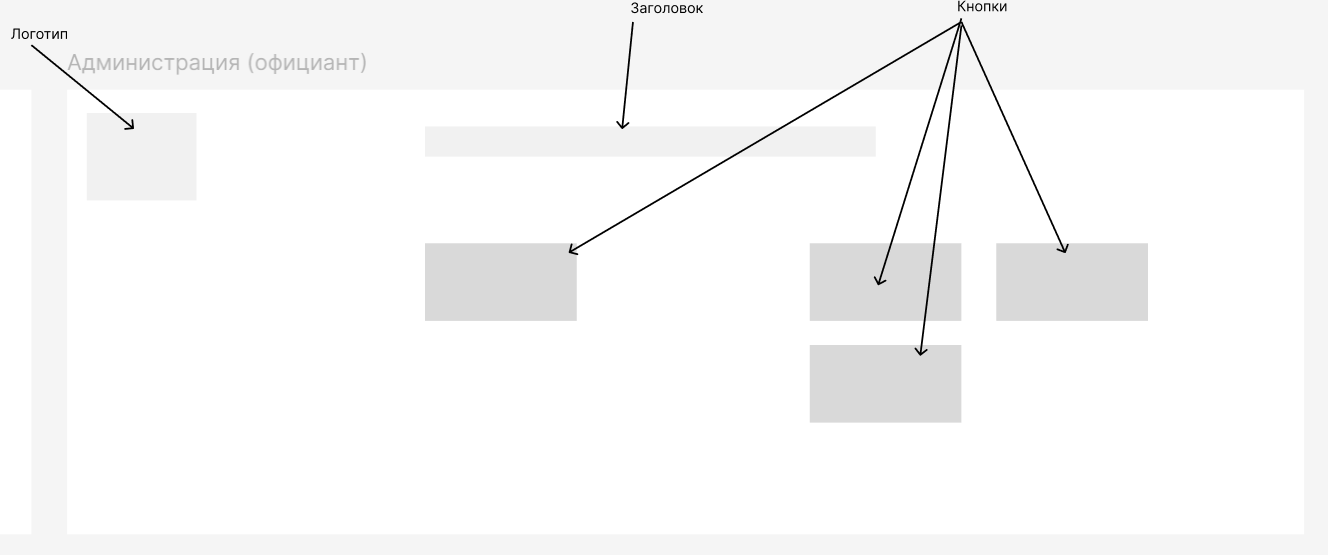 Заголовок
Кнопки
Логотип
Администрация (официант)